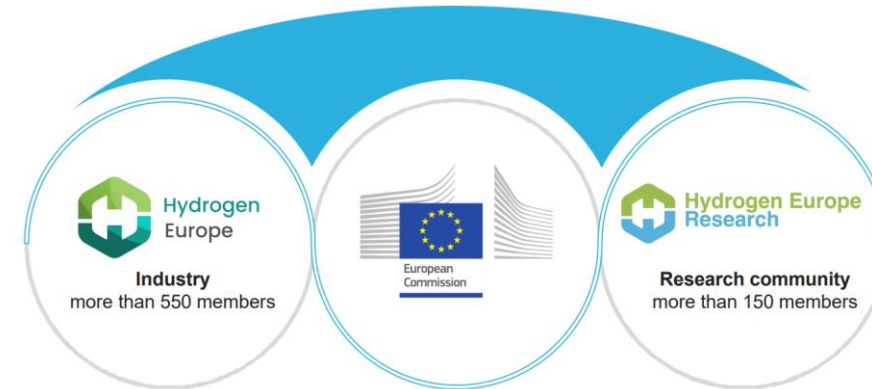 Hydrogen
Europe
Industry
more than 550 members
European
Commission
Hydrogen Europe
Research
Research community
more than 150 members